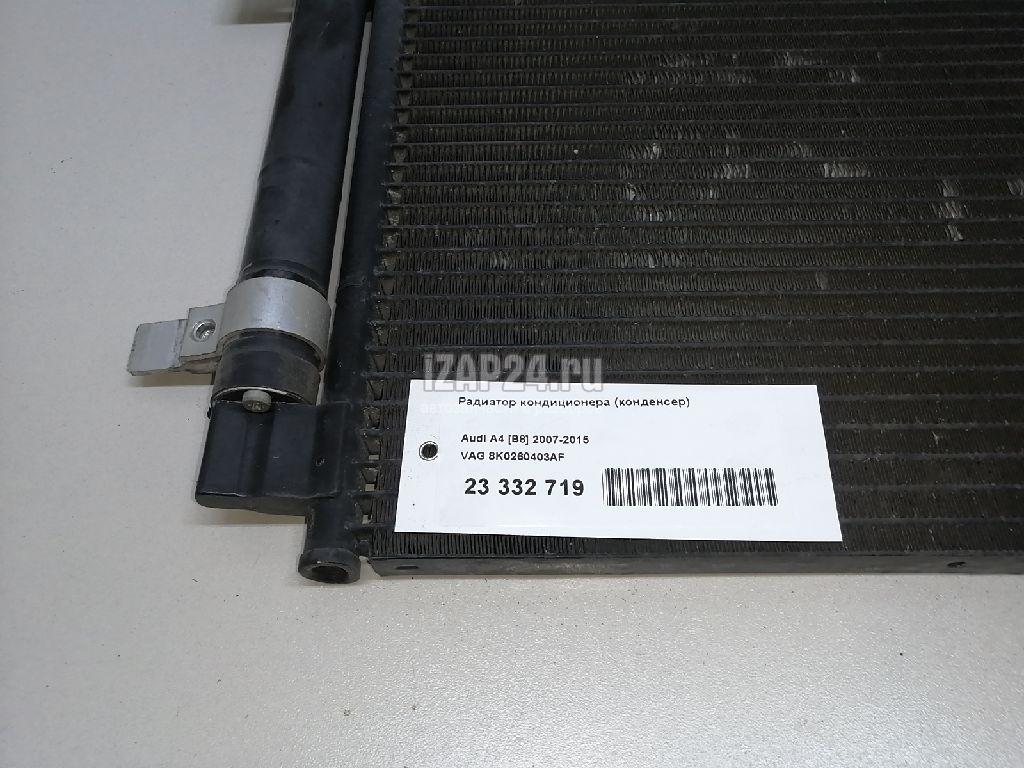 iZAP24.ru
Радиатор кондиционера (конденсер)
Audi A4 [B8] 2007-2015
VAG 8K0260403AF
23 332 719